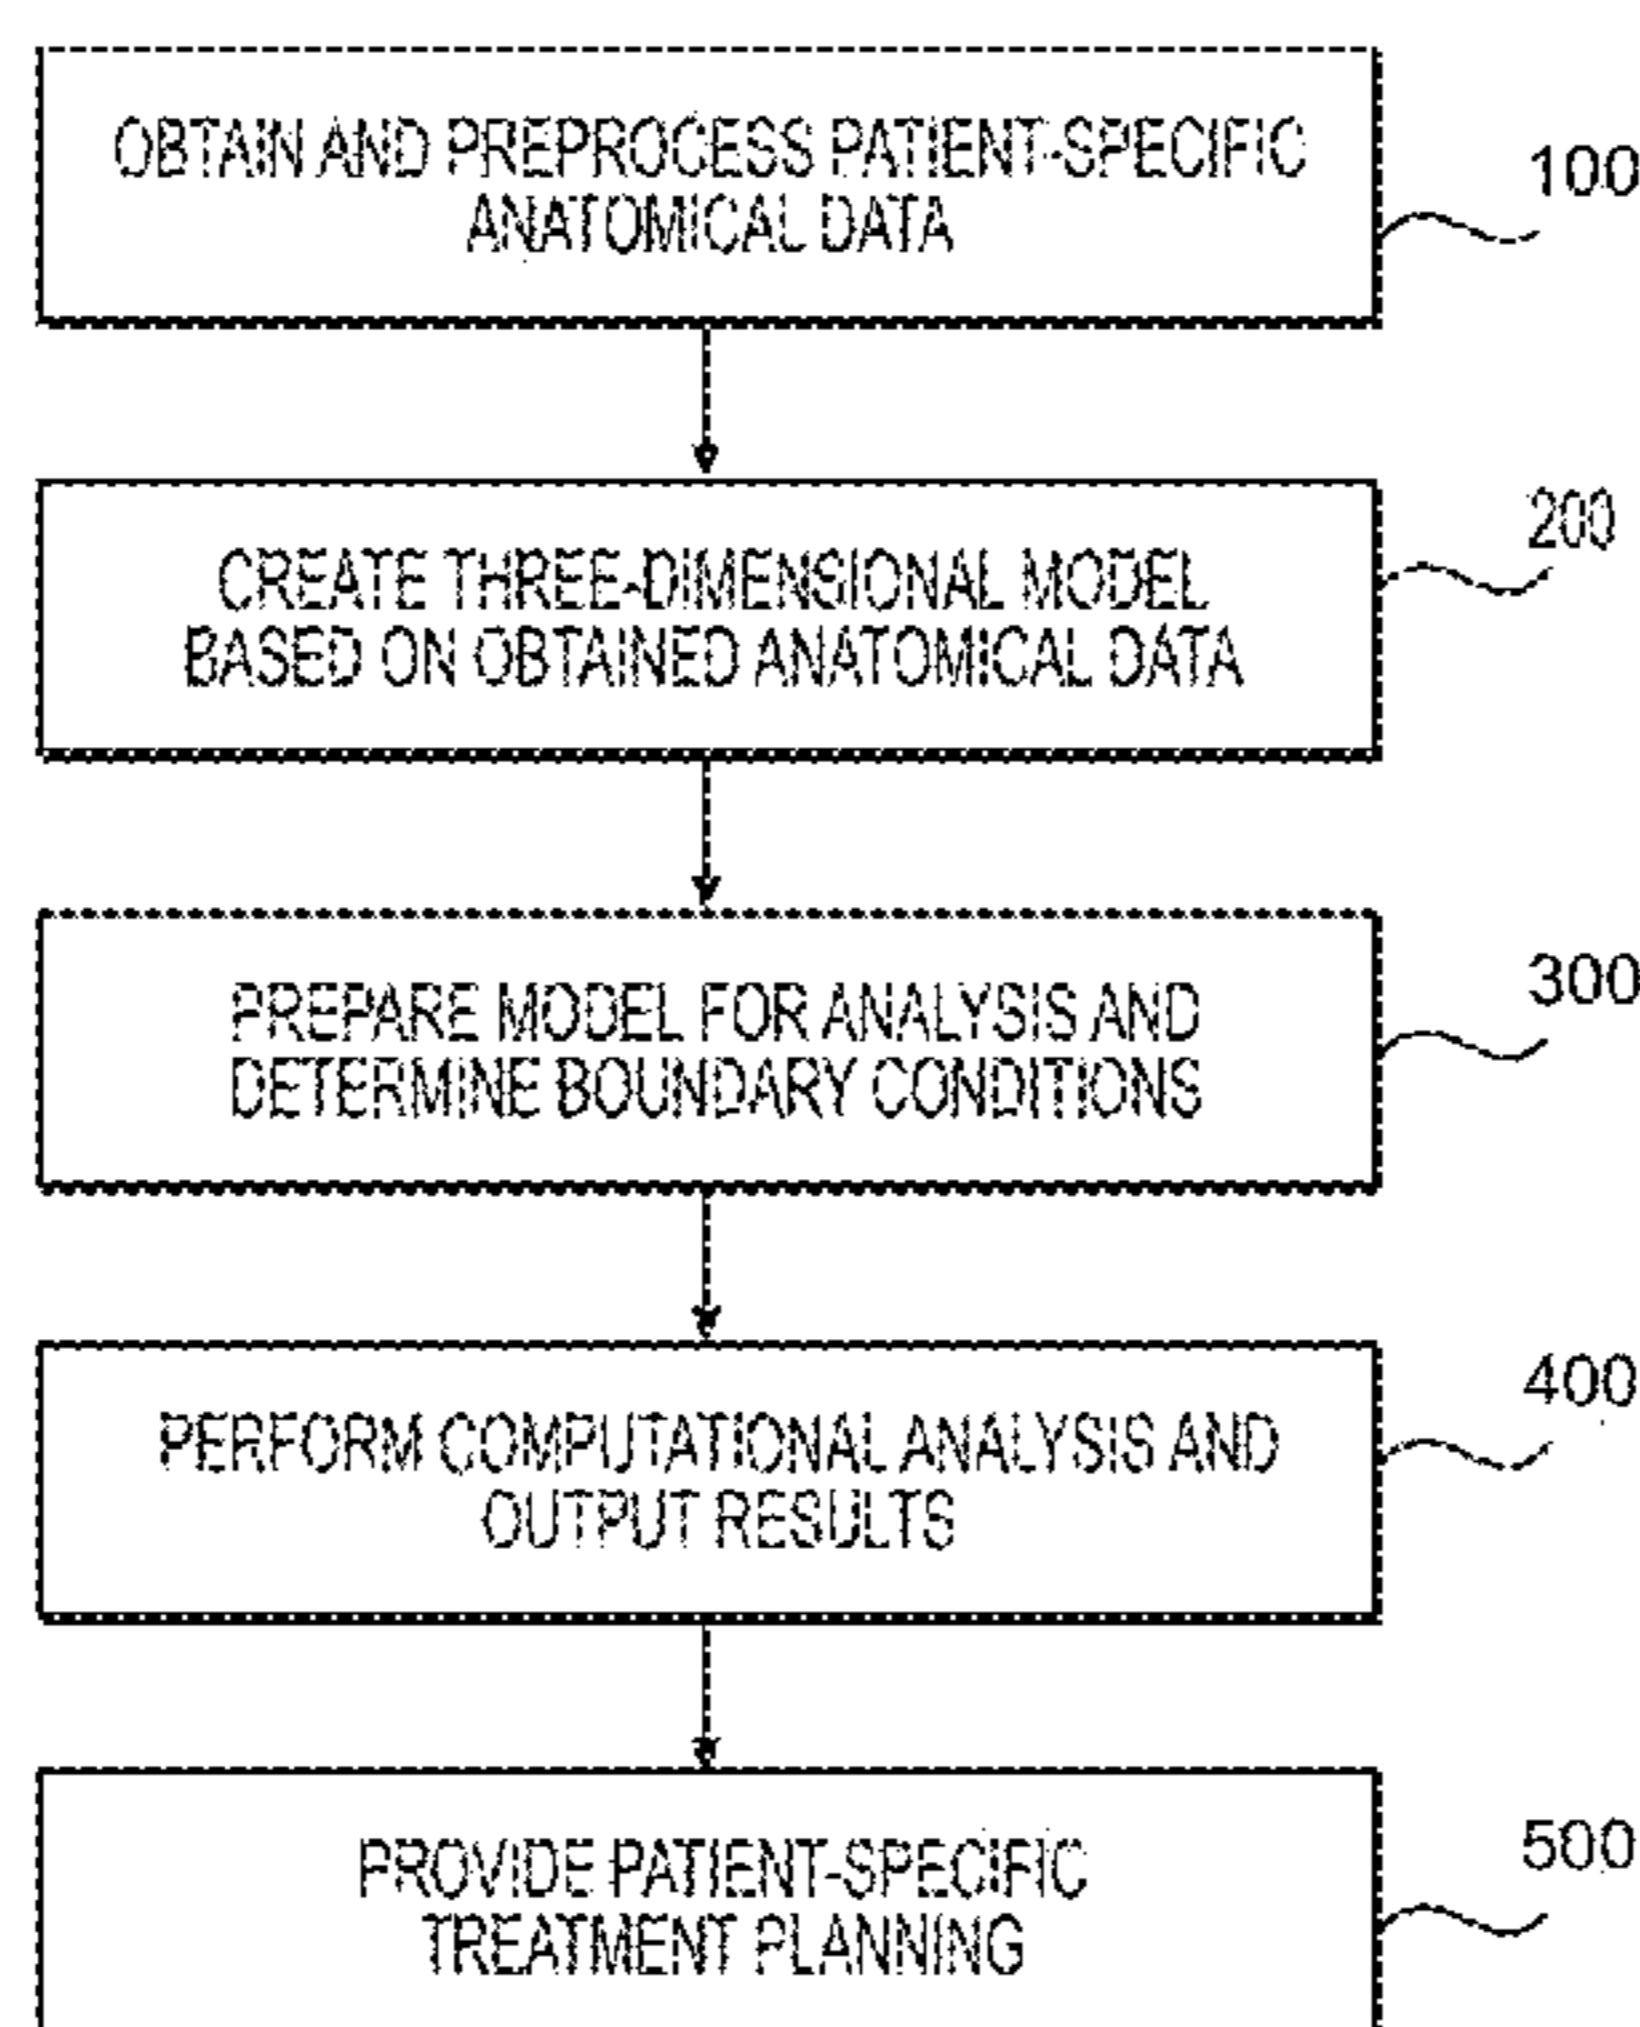 OBTAIN AND PREPROCESS PATIENT-SPECIFIC
ANATOMICAL DATA
100
CREATE THREE-DIMENSIONAL MODEL
BASED ON OBTAINED ANATOMICAL DATA
200
PREPARE MODEL FOR ANALYSIS AND
DETERMINE BOUNDARY CONDITIONS
300
PERFORM COMPUTATIONAL ANALYSIS AND
OUTPUT RESULTS
400
PROVIDE PATIENT-SPECIFIC
TREATMENT PLANNING
500